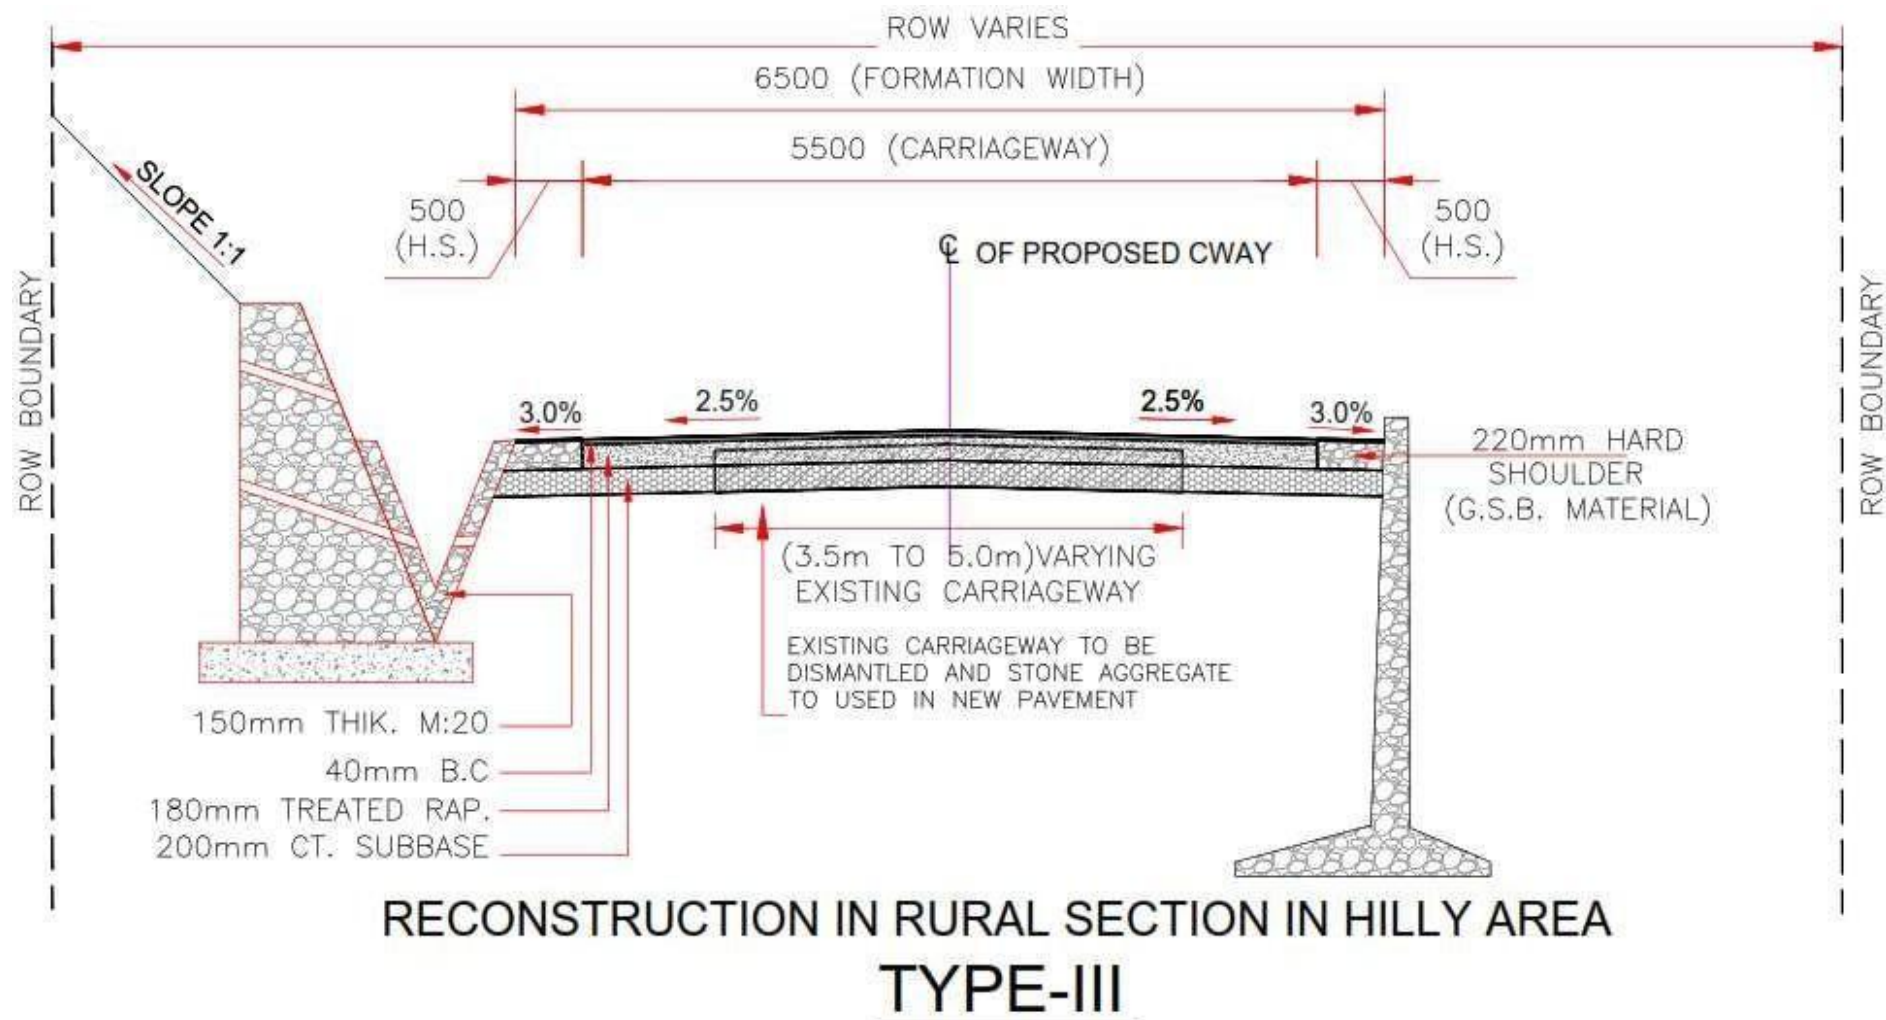 ROW VARIES
6500 (FORMATION WIDTH)
5500 (CARRIAGEWAY)
SLOPE 1:1
500
(H.S.)
500
(H.S.)
℄ OF PROPOSED CWAY
ROW BOUNDARY
ROW BOUNDARY
3.0%
2.5%
2.5%
3.0%
220mm HARD
SHOULDER
(G.S.B. MATERIAL)
(3.5m TO 5.0m)VARYING
EXISTING CARRIAGEWAY
EXISTING CARRIAGEWAY TO BE
DISMANTLED AND STONE AGGREGATE
TO USED IN NEW PAVEMENT
150mm THIK. M:20
40mm B.C
180mm TREATED RAP.
200mm CT. SUBBASE
RECONSTRUCTION IN RURAL SECTION IN HILLY AREA
TYPE-III